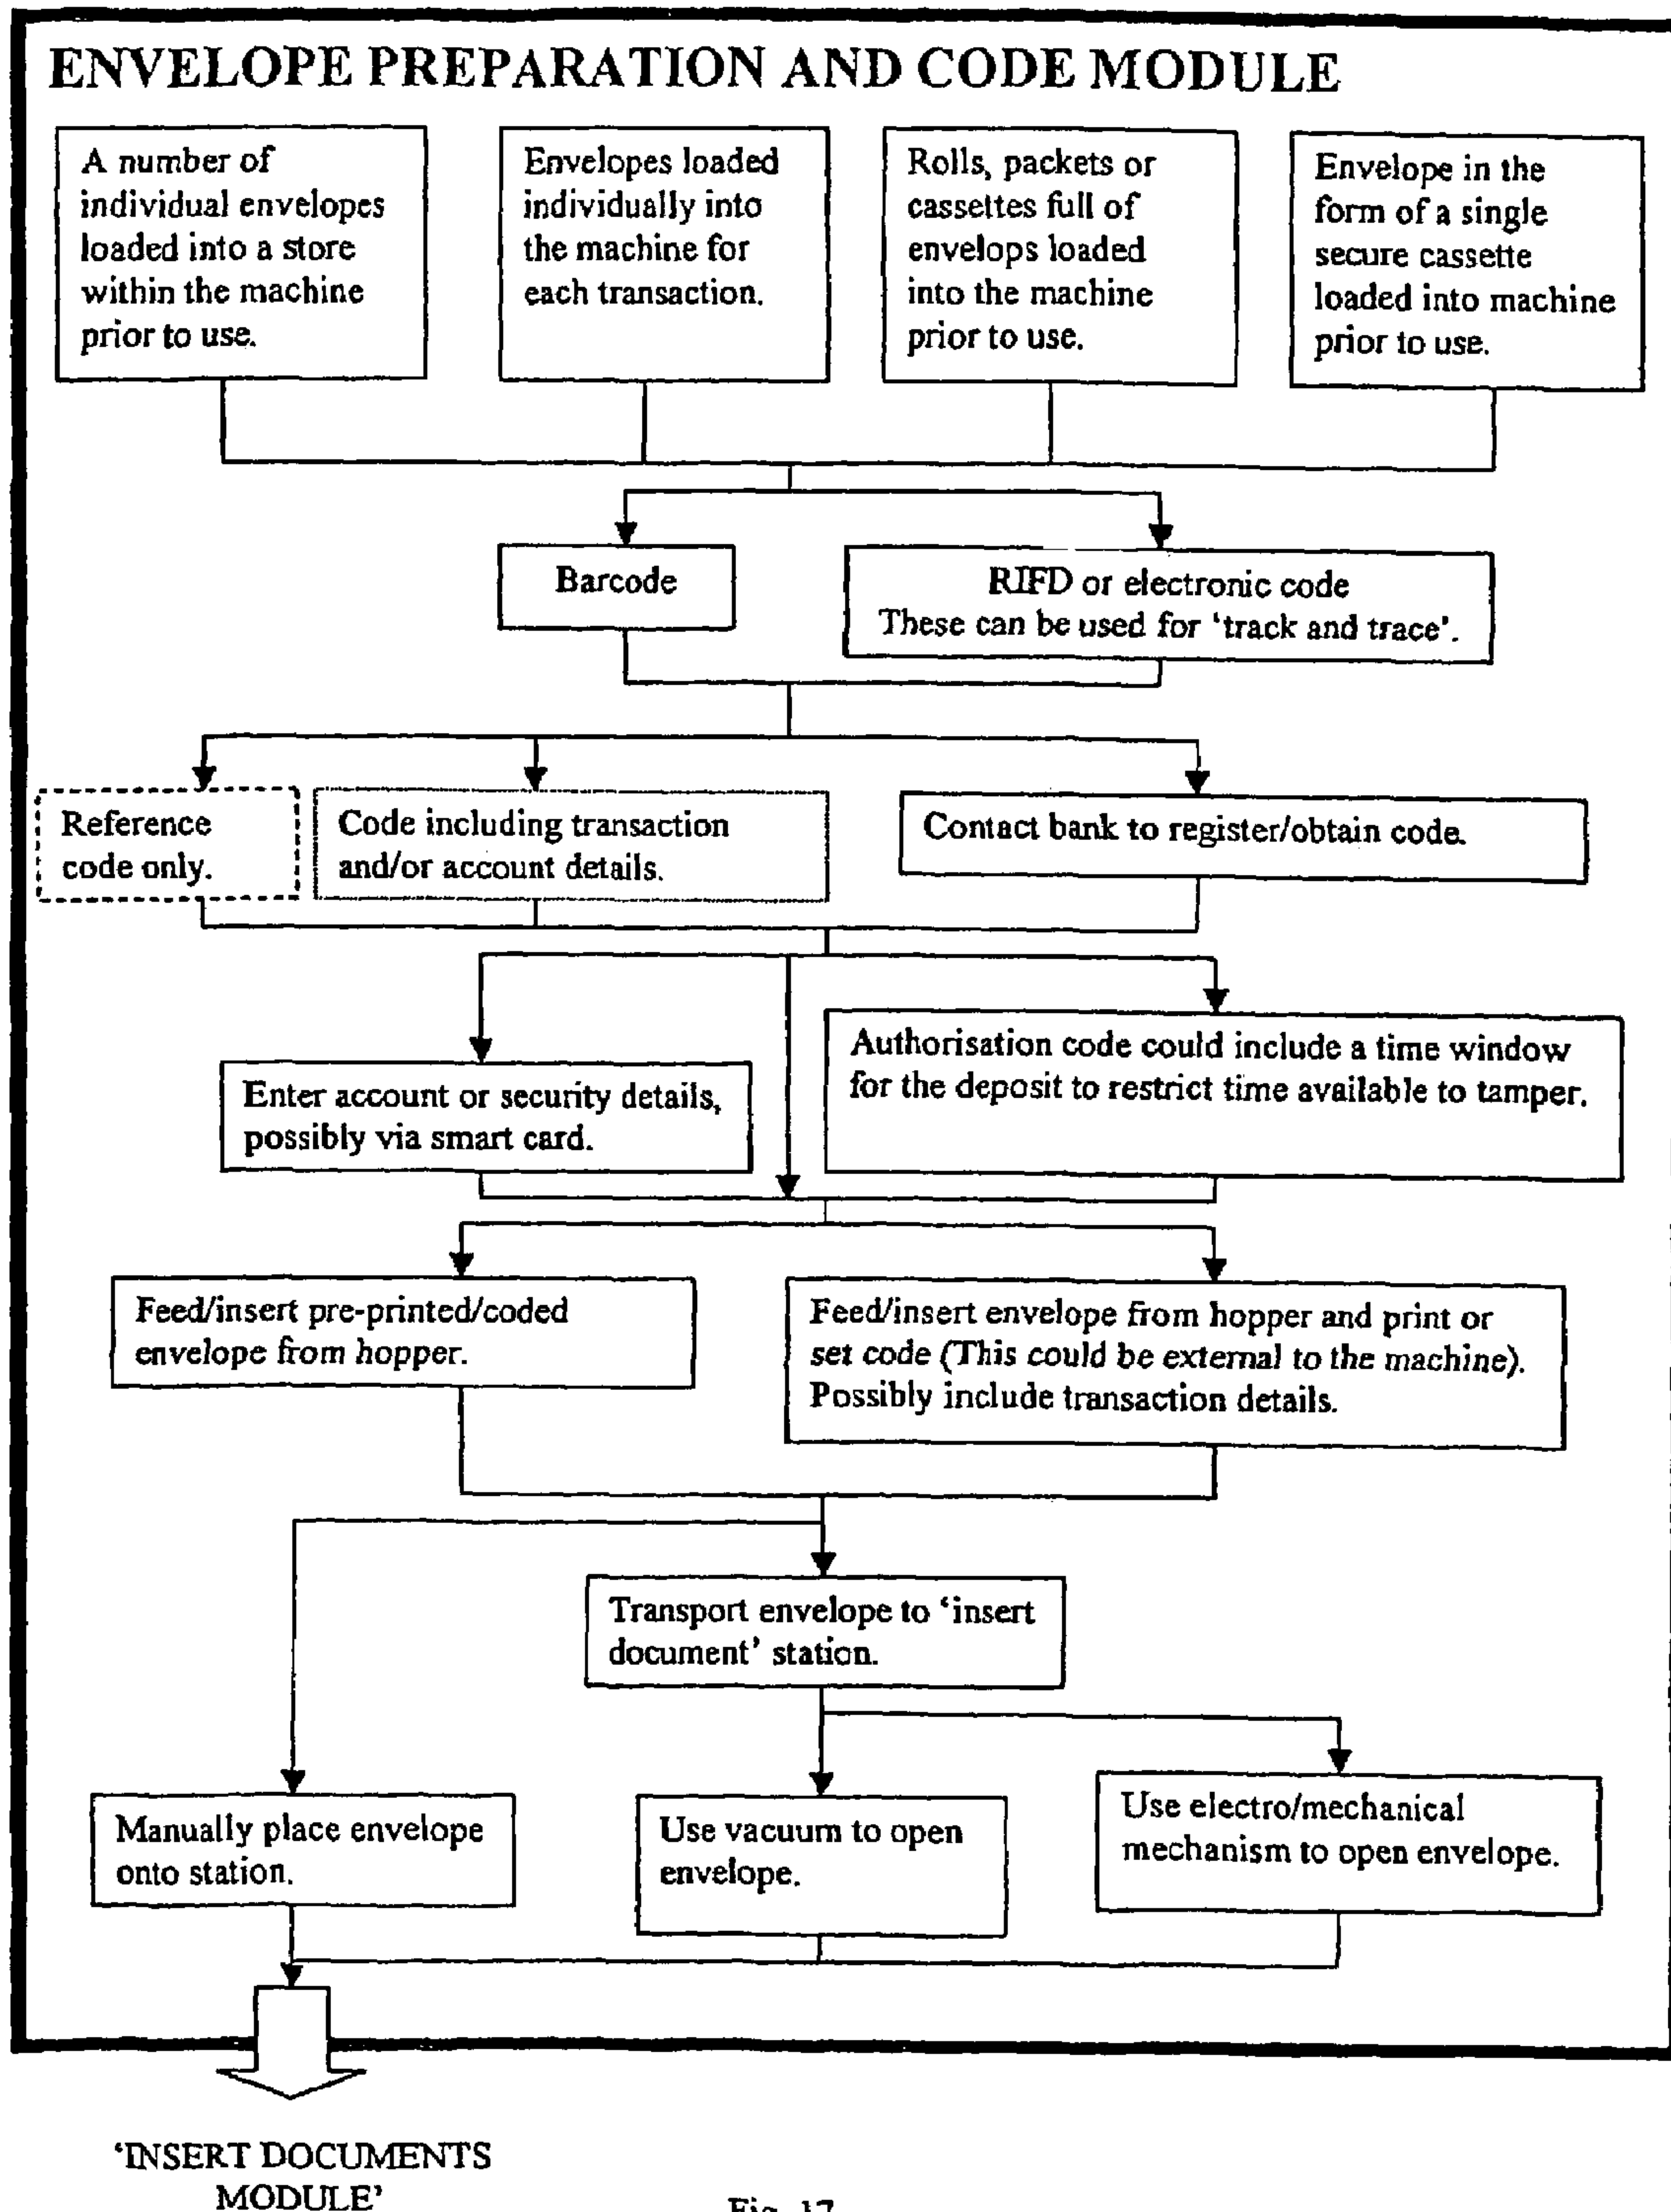 ENVELOPE PREPARATION AND CODE MODULE
A number of
individual envelopes
loaded into a store
within the machine
prior to use.
Envelopes loaded
individually into
the machine for
each transaction.
Rolls, packets or
cassettes full of
envelops loaded
into the machine
prior to use.
Envelope in the
form of a single
secure cassette
loaded into machine
prior to use.
Barcode
RIFD or electronic code
These can be used for ‘track and trace’.
Reference
code only.
Code including transaction
and/or account details.
Contact bank to register/obtain code.
Enter account or security details,
possibly via smart card.
Authorisation code could include a time window
for the deposit to restrict time available to tamper.
Feed/insert pre-printed/coded
envelope from hopper.
Feed/insert envelope from hopper and print or
set code (This could be external to the machine).
Possibly include transaction details.
Transport envelope to ‘insert
document’ station.
Manually place envelope
onto station.
Use vacuum to open
envelope.
Use electro/mechanical
mechanism to open envelope.
‘INSERT DOCUMENTS
MODULE’
Fig. 17